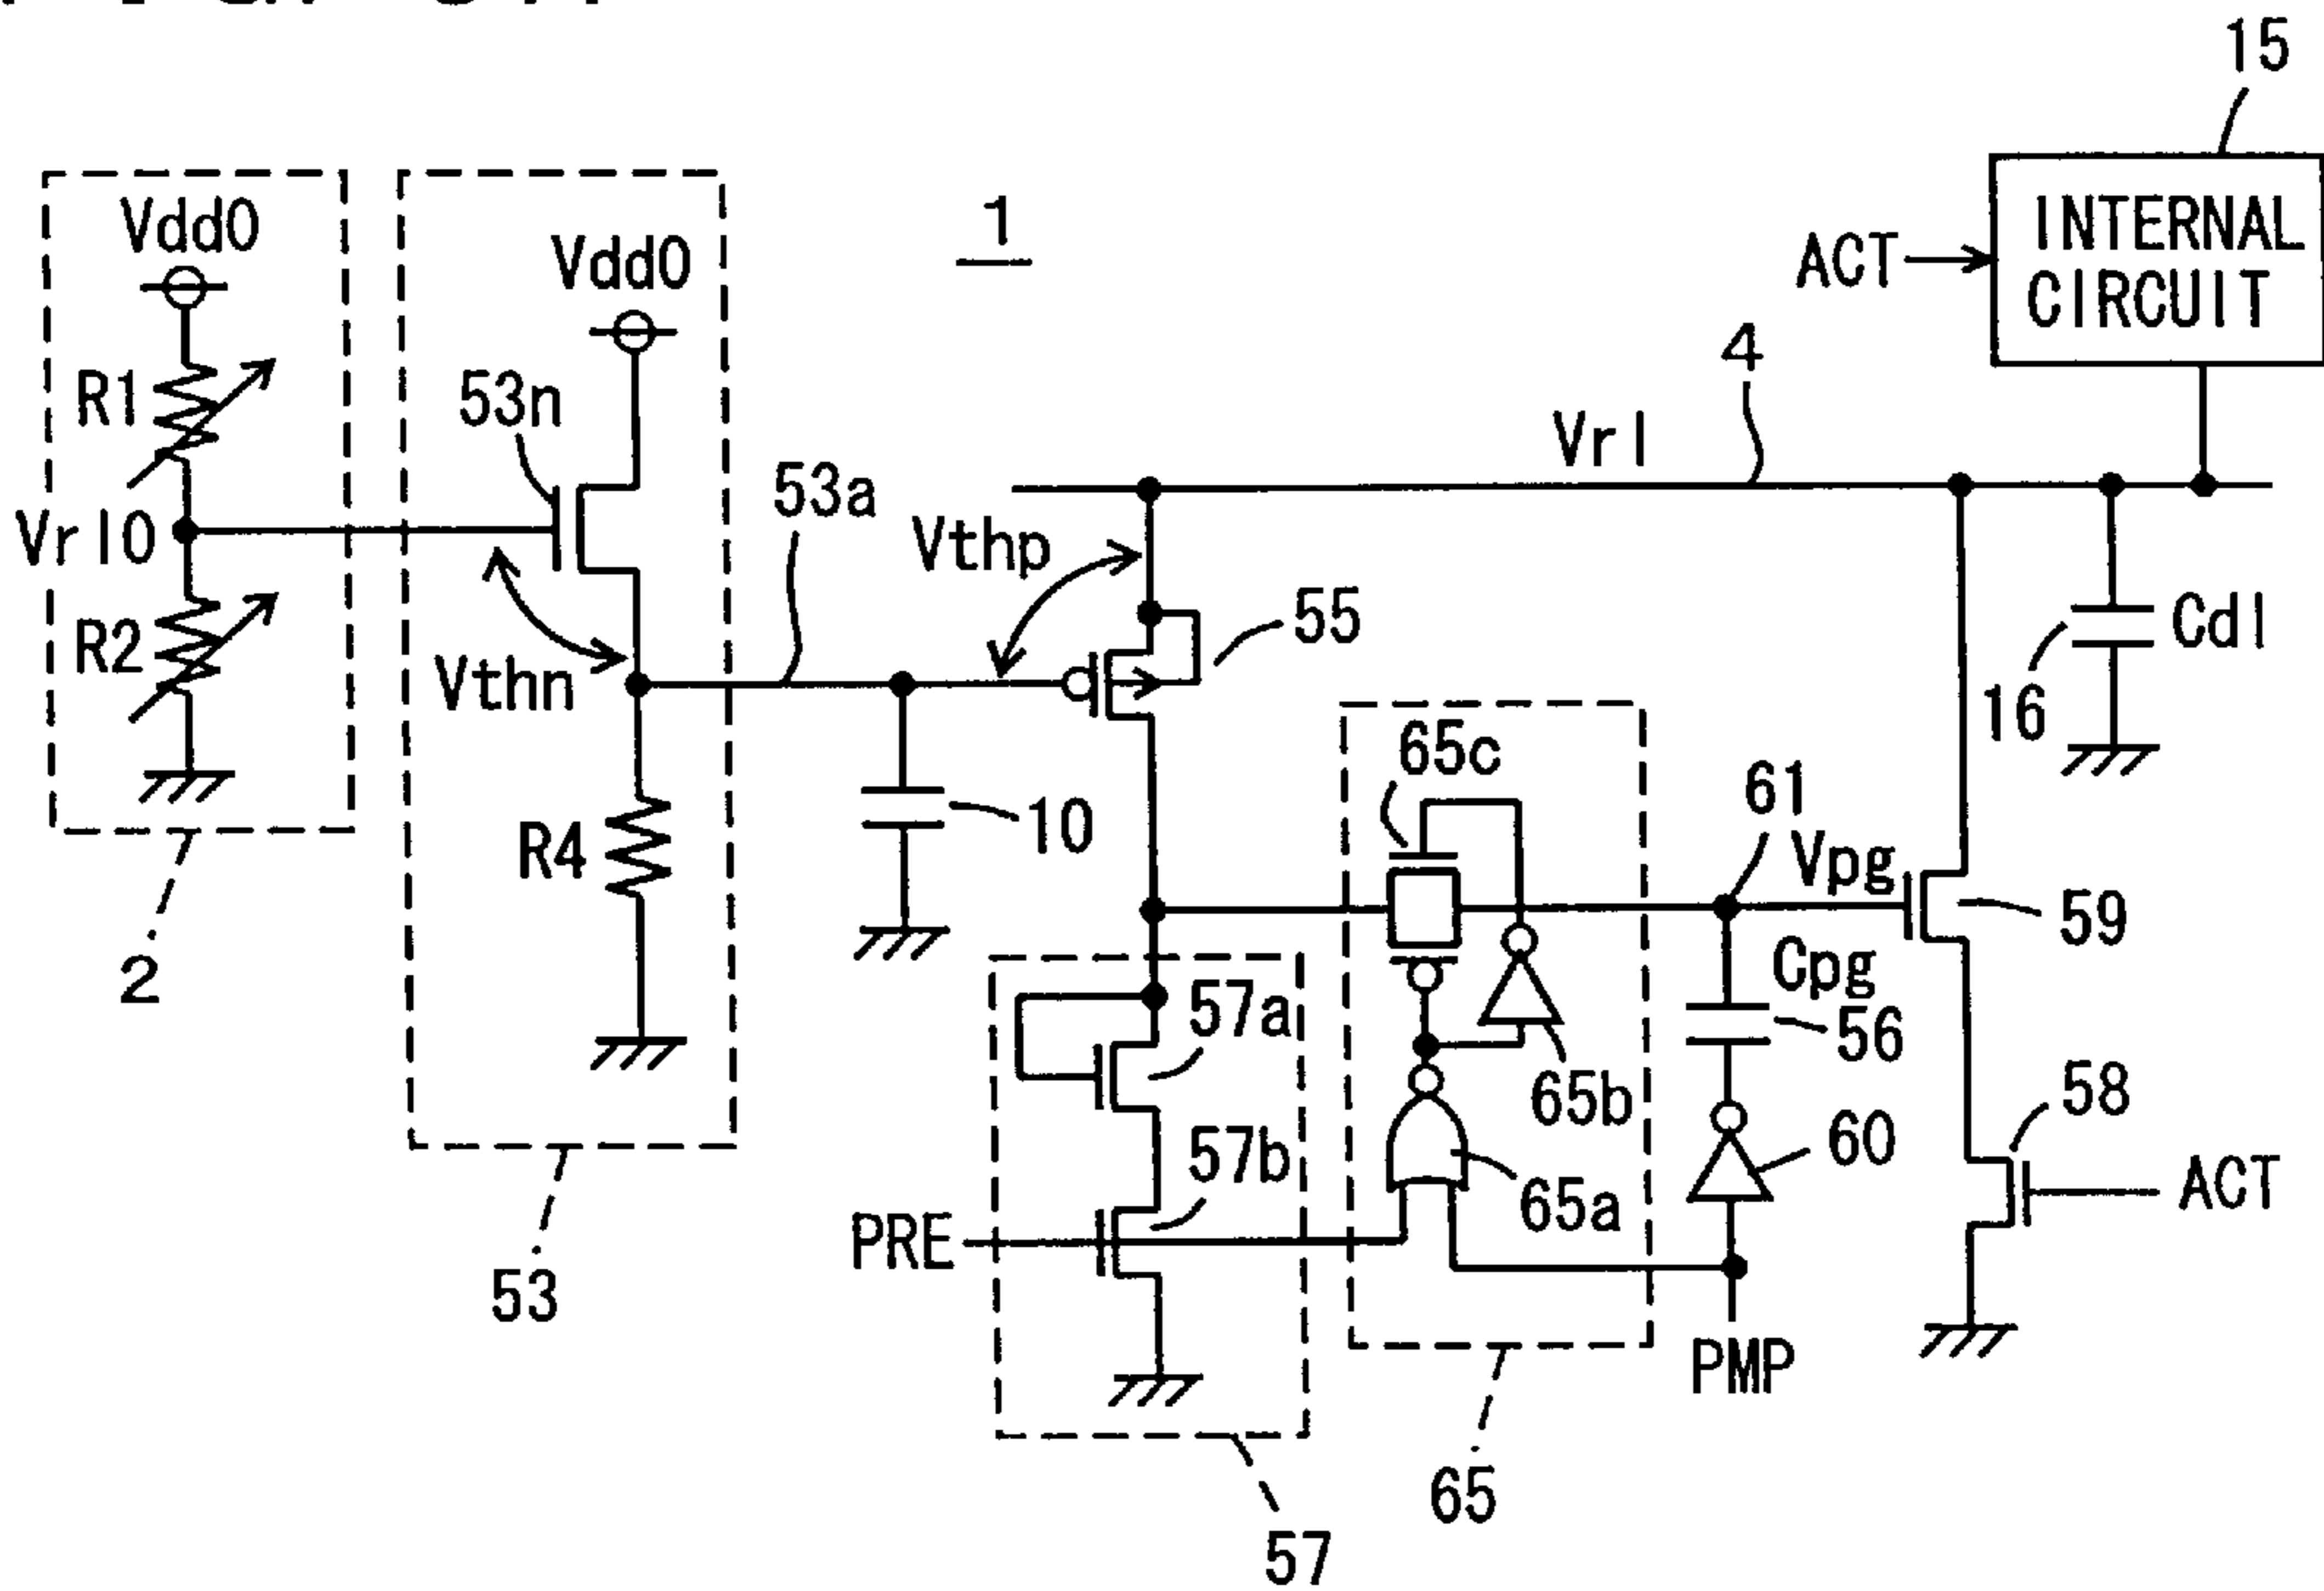 15
Vdd0
Vdd0
1
ACT
INTERNAL
CIRCUIT
4
R1
53n
Vrl
53a
Vrl0
Vthp
55
Cdl
R2
Vthn
16
65c
61
Vpg
10
R4
59
2
Cpg
57a
56
65b
58
57b
60
65a
ACT
PRE
53
PMP
65
57